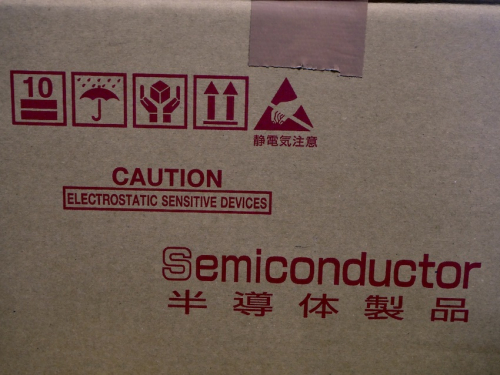 10
静電気注意
CAUTION
ELECTROSTATIC SENSITIVE DEVICES
Semiconductor
半導体製品